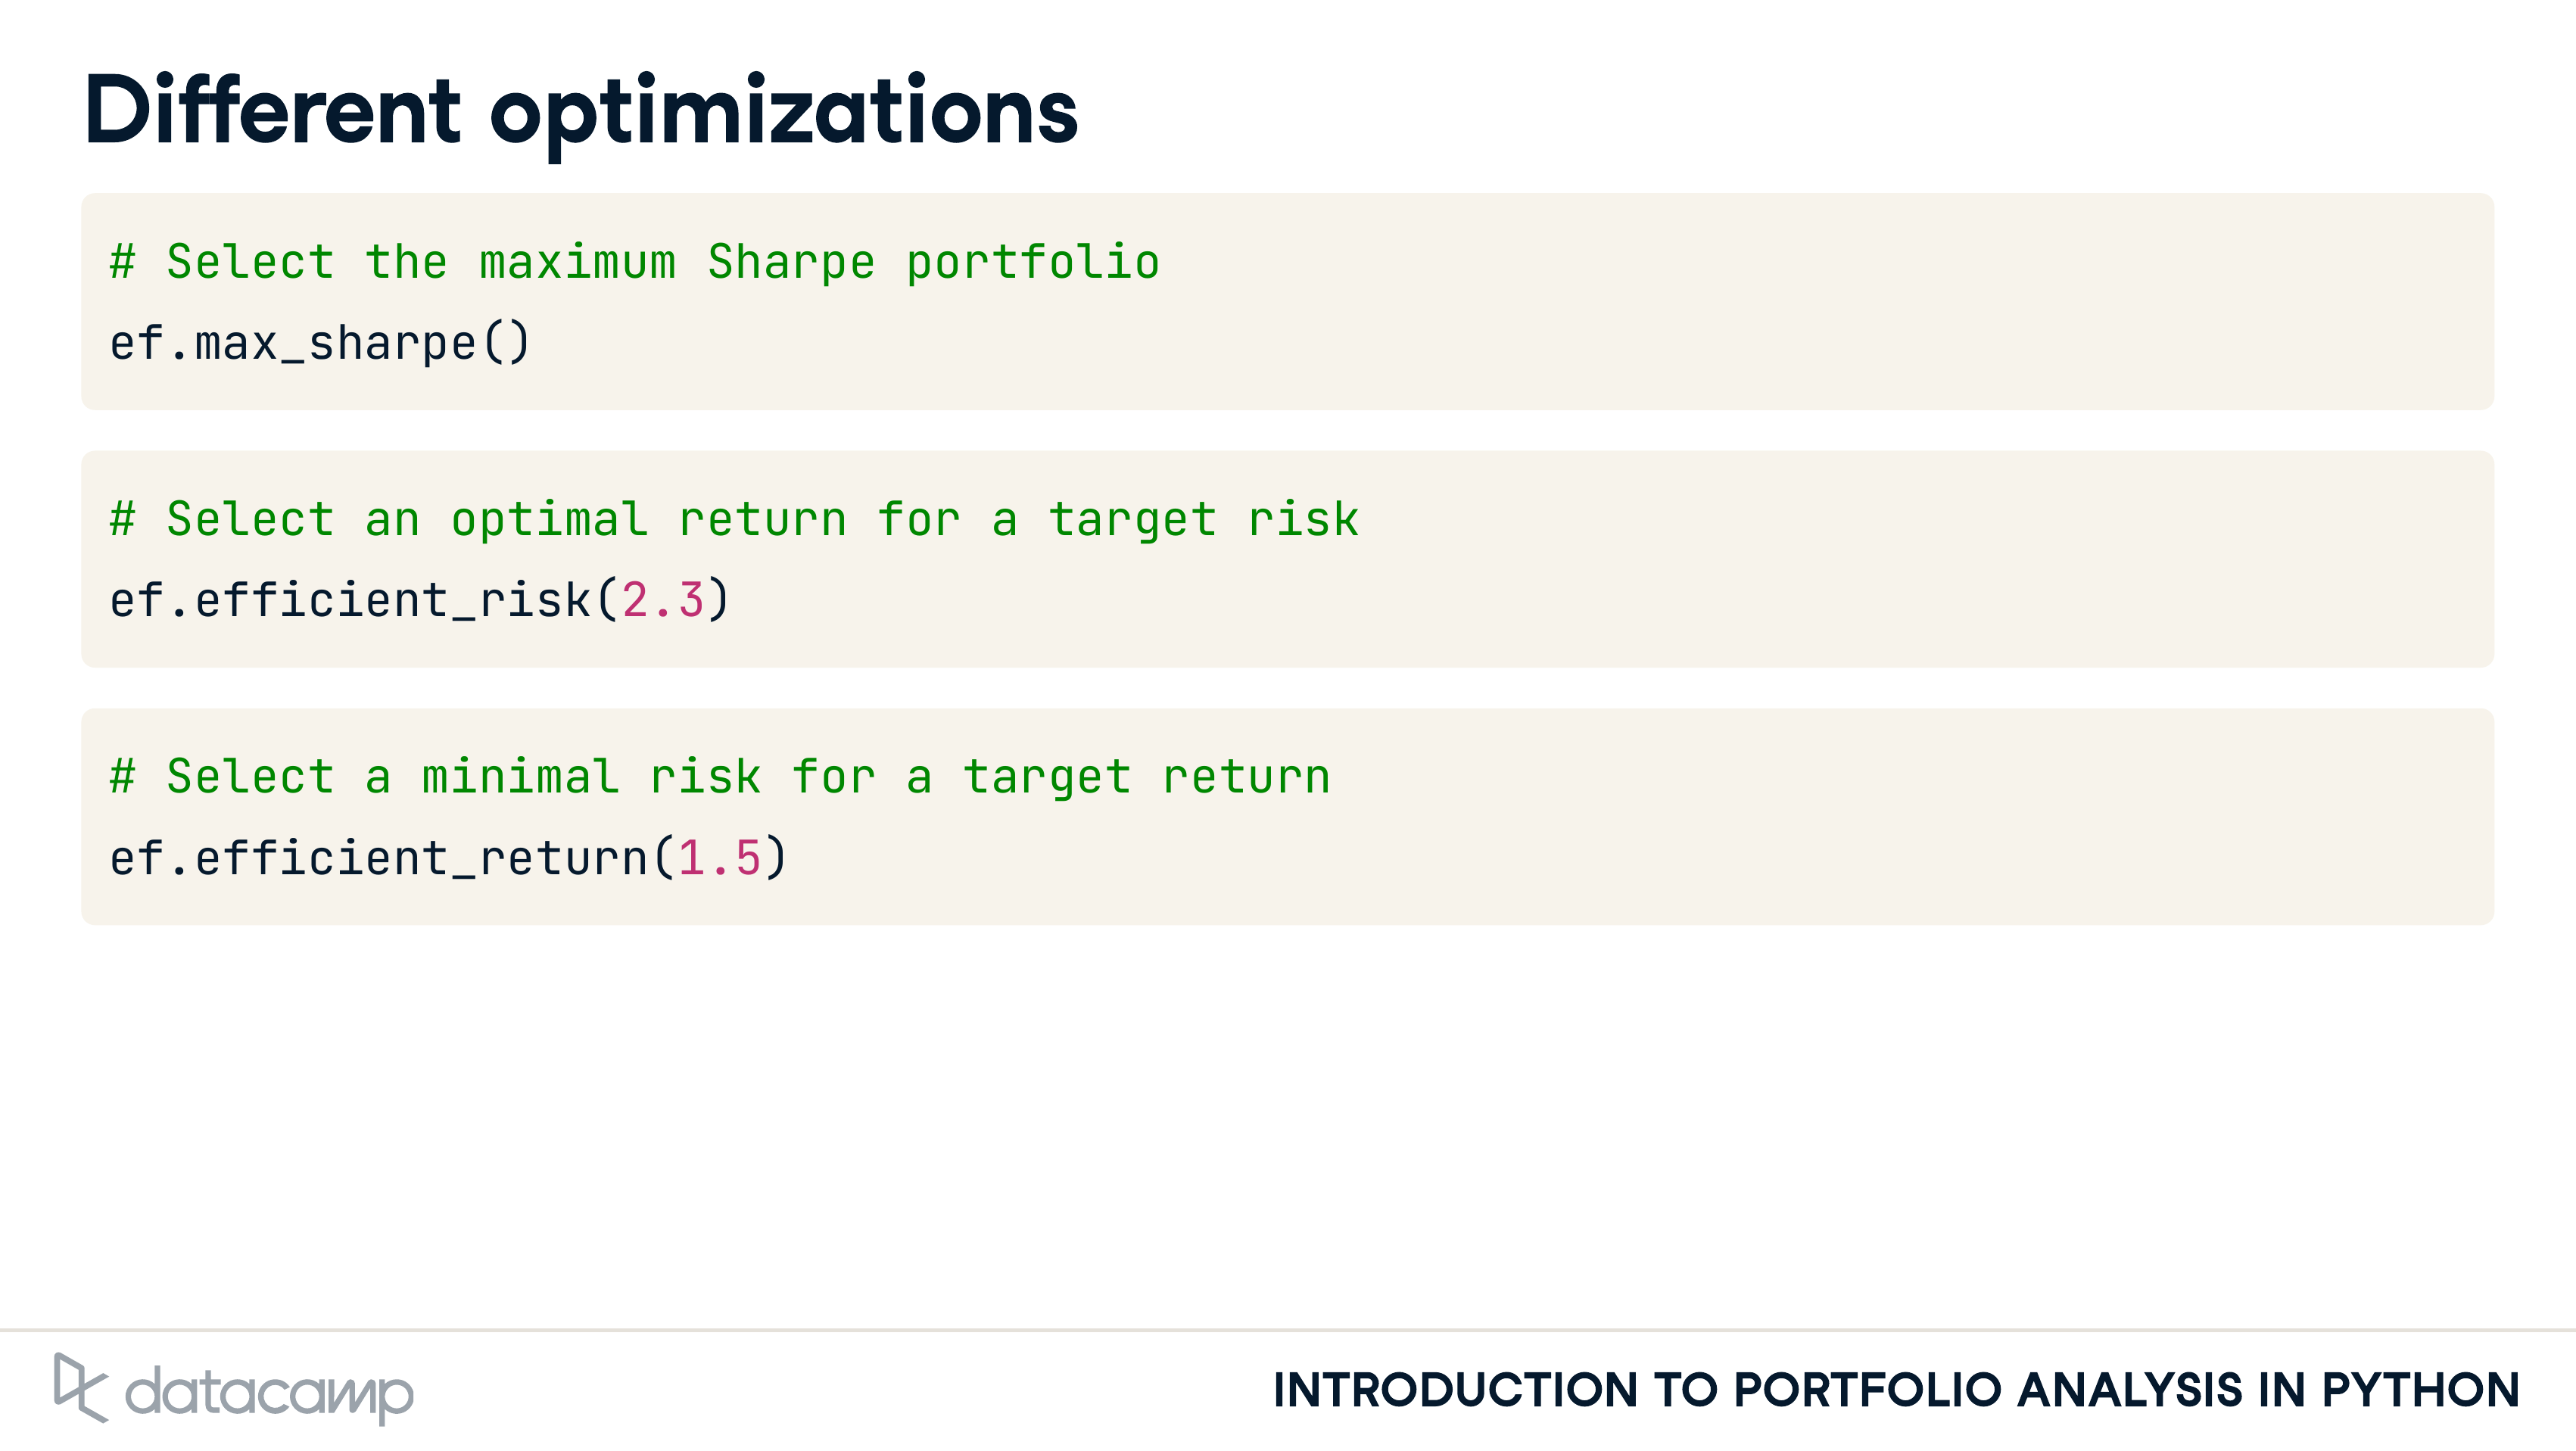 Different optimizations
# Select the maximum Sharpe portfolio
ef.max_sharpe()
# Select an optimal return for a target risk
ef.efficient_risk(2.3)
# Select a minimal risk for a target return
ef.efficient_return(1.5)
datacamp
INTRODUCTION TO PORTFOLIO ANALYSIS IN PYTHON